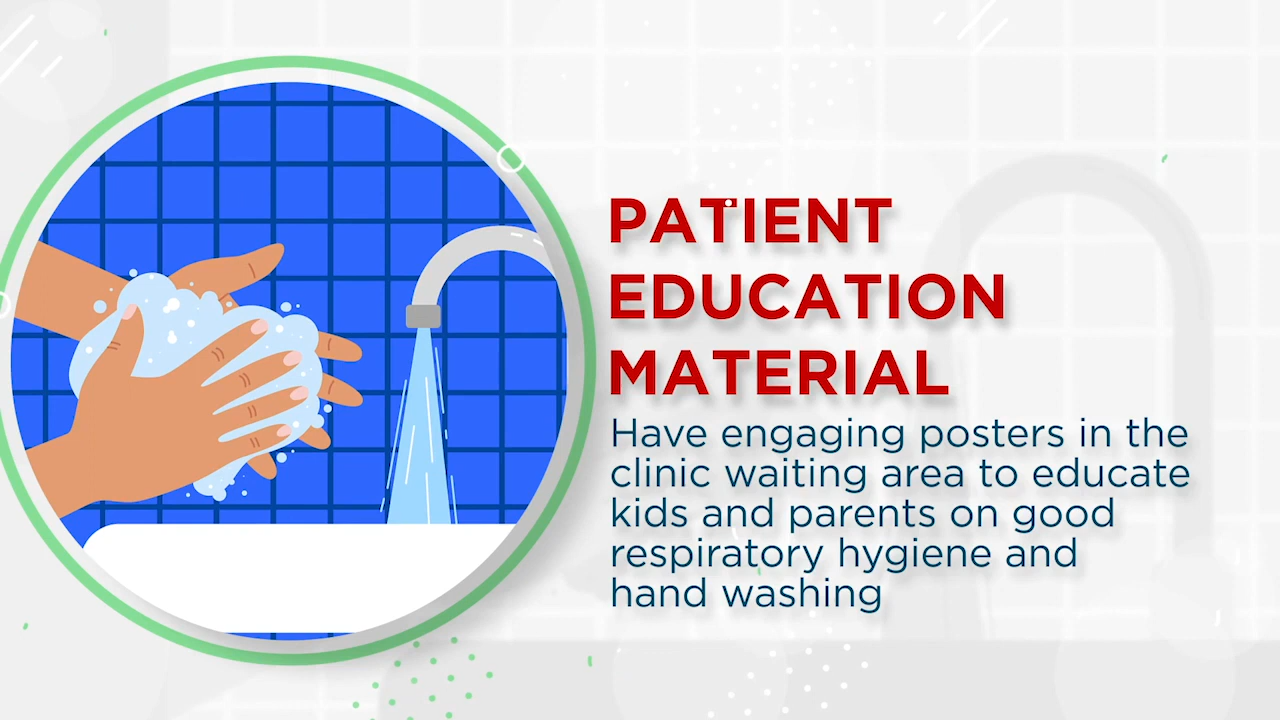 PATIENT
EDUCATION
MATERIAL
Have engaging posters in the
clinic waiting area to educate
kids and parents on good
respiratory hygiene and
hand washing